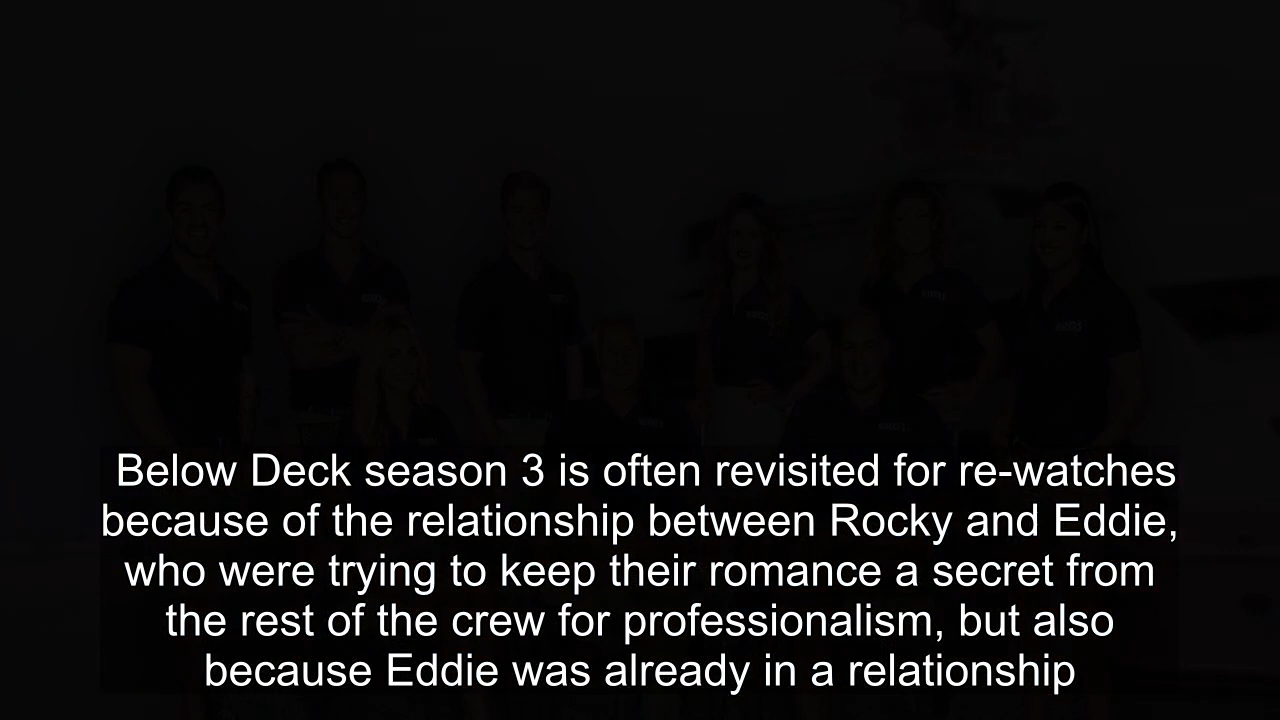 Below Deck season 3 is often revisited for re-watches
because of the relationship between Rocky and Eddie,
who were trying to keep their romance a secret from
the rest of the crew for professionalism, but also
because Eddie was already in a relationship